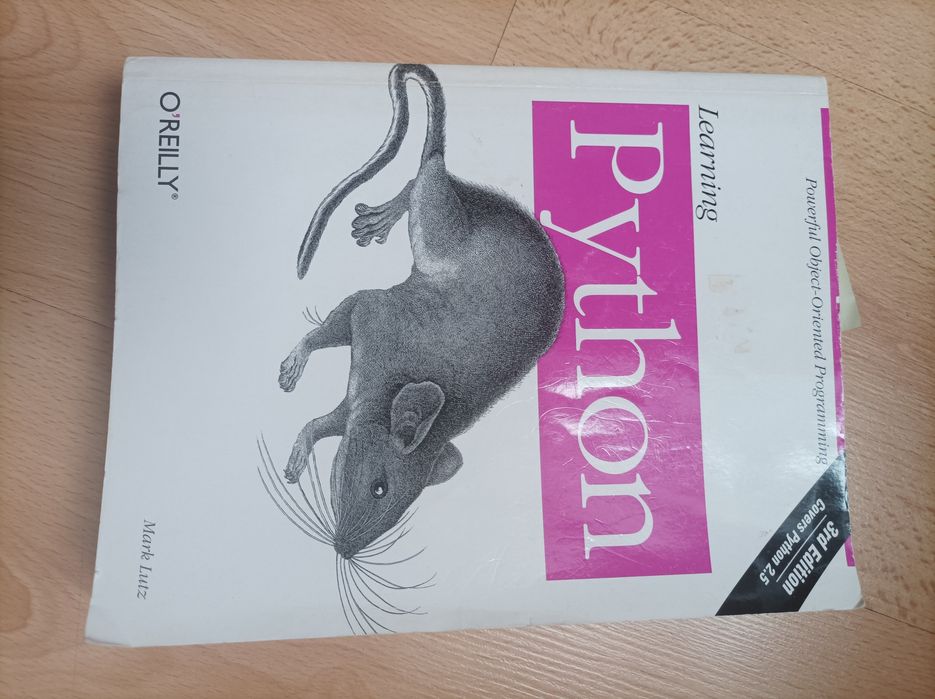 Powerful Object-Oriented Programming
3rd Edition
Covers Python 2.5
Learning
Python
O'REILLY®
Mark Lutz